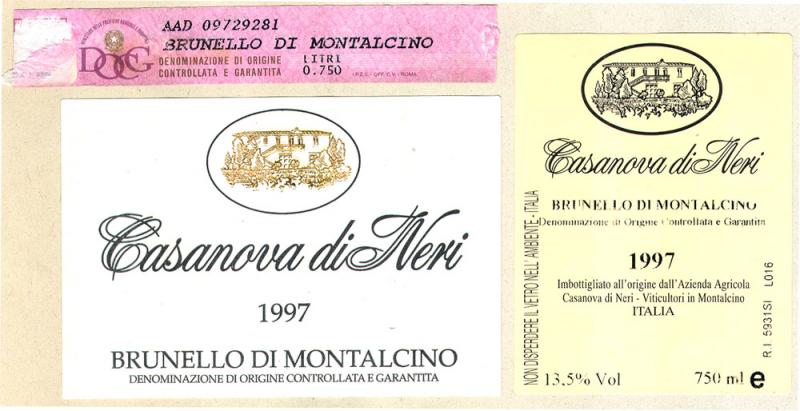 AAD 09729281
BRUNELLO DI MONTALCINO
DOCG
DENOMINAZIONE DI ORIGINE
CONTROLLATA E GARANTITA
LITRI
0.750
Casanova di Neri
1997
BRUNELLO DI MONTALCINO
DENOMINAZIONE DI ORIGINE CONTROLLATA E GARANTITA
Casanova di Neri
BRUNELLO DI MONTALCINO
Denominazione di Origine Controllata e Garantita
1997
Imbottigliato all'origine dall'Azienda Agricola
Casanova di Neri - Viticultori in Montalcino
ITALIA
13.5% Vol
750 ml e
NON DISPERDERE IL VETRO NELL'AMBIENTE - ITALIA
R.I. 5931SI L016